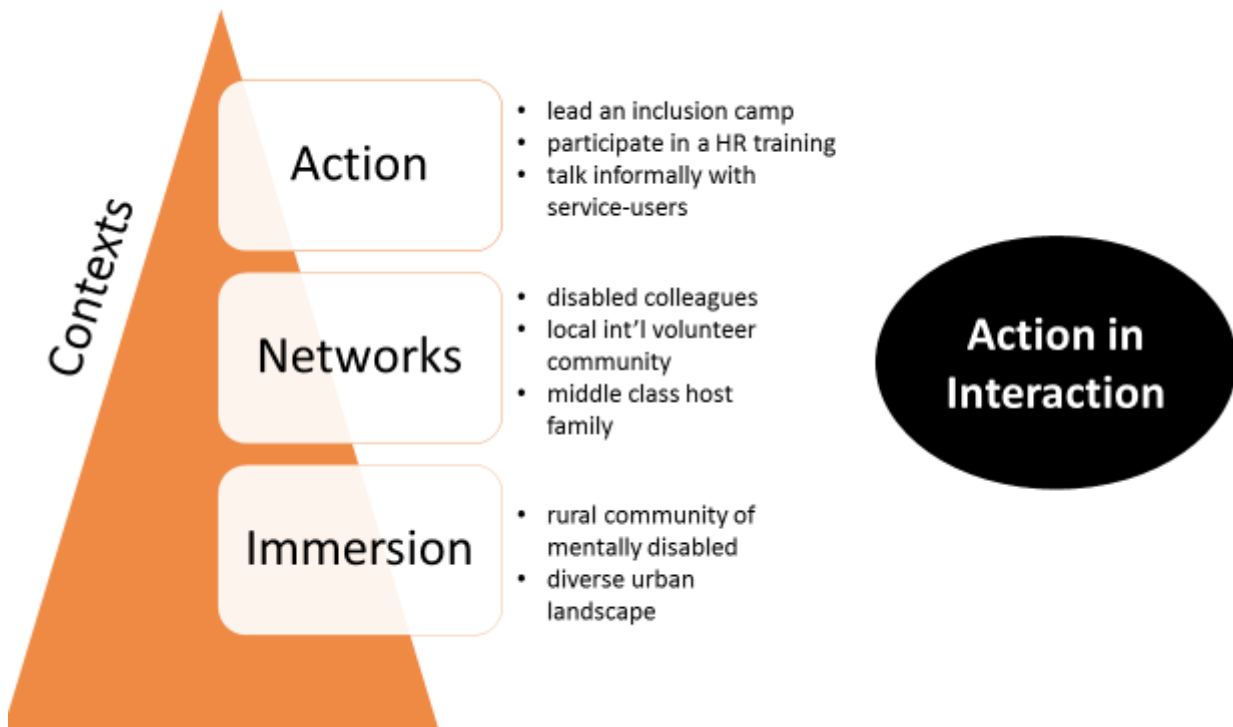 Contexts
Action
• lead an inclusion camp
• participate in a HR training
• talk informally with
service-users
Networks
• disabled colleagues
• local int'l volunteer
community
• middle class host
family
Immersion
• rural community of
mentally disabled
• diverse urban
landscape
Action in
Interaction